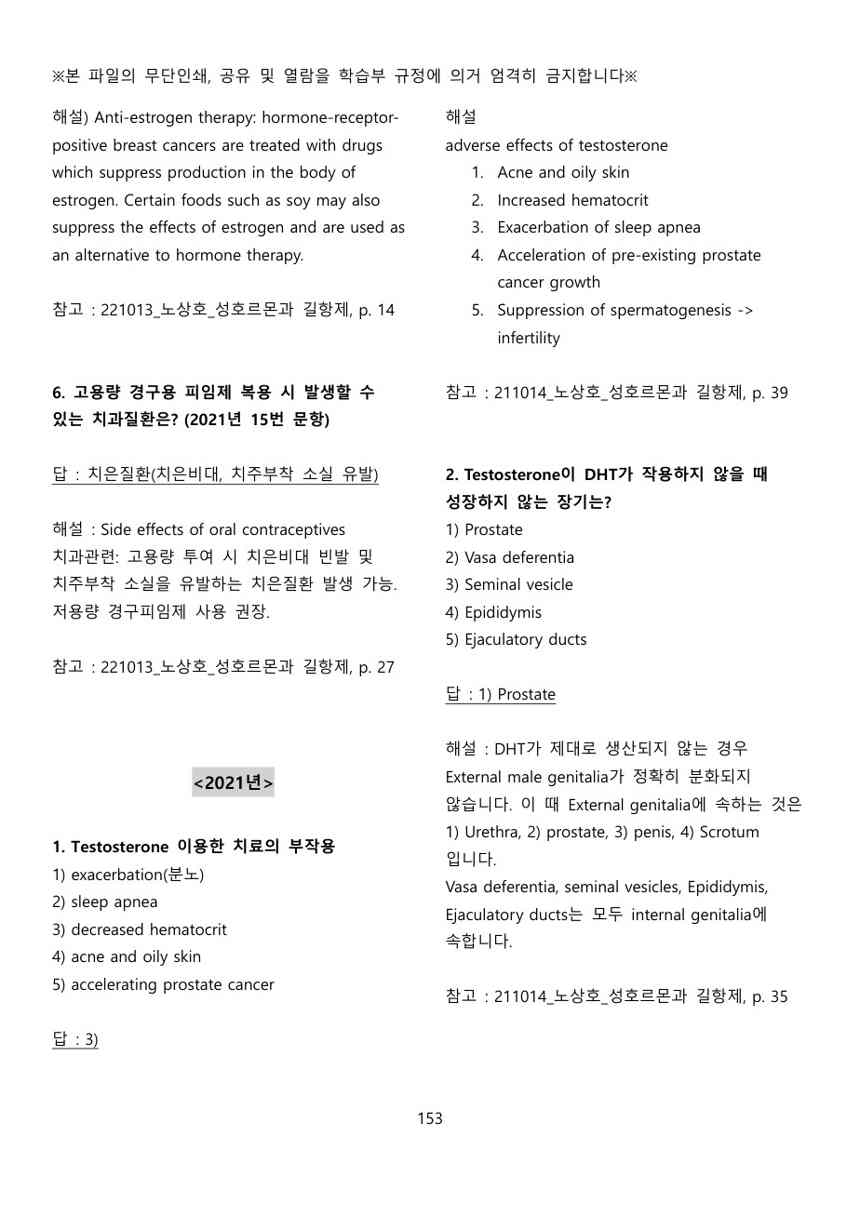 ※본 파일의 무단인쇄, 공유 및 열람을 학습부 규정에 의거 엄격히 금지합니다※
해설) Anti-estrogen therapy: hormone-receptor-
positive breast cancers are treated with drugs
which suppress production in the body of
estrogen. Certain foods such as soy may also
suppress the effects of estrogen and are used as
an alternative to hormone therapy.
참고 : 221013_노상호_성호르몬과 길항제, p. 14
6. 고용량 경구용 피임제 복용 시 발생할 수
있는 치과질환은? (2021년 15번 문항)
답 : 치은질환(치은비대, 치주부착 소실 유발)
해설 : Side effects of oral contraceptives
치과관련: 고용량 투여 시 치은비대 빈발 및
치주부착 소실을 유발하는 치은질환 발생 가능.
저용량 경구피임제 사용 권장.
참고 : 221013_노상호_성호르몬과 길항제, p. 27
<2021년>
1. Testosterone 이용한 치료의 부작용
1) exacerbation(분노)
2) sleep apnea
3) decreased hematocrit
4) acne and oily skin
5) accelerating prostate cancer
답 : 3)
해설
adverse effects of testosterone
1. Acne and oily skin
2. Increased hematocrit
3. Exacerbation of sleep apnea
4. Acceleration of pre-existing prostate
cancer growth
5. Suppression of spermatogenesis ->
infertility
참고 : 211014_노상호_성호르몬과 길항제, p. 39
2. Testosterone이 DHT가 작용하지 않을 때
성장하지 않는 장기는?
1) Prostate
2) Vasa deferentia
3) Seminal vesicle
4) Epididymis
5) Ejaculatory ducts
답 : 1) Prostate
해설 : DHT가 제대로 생산되지 않는 경우
External male genitalia가 정확히 분화되지
않습니다. 이 때 External genitalia에 속하는 것은
1) Urethra, 2) prostate, 3) penis, 4) Scrotum
입니다.
Vasa deferentia, seminal vesicles, Epididymis,
Ejaculatory ducts는 모두 internal genitalia에
속합니다.
참고 : 211014_노상호_성호르몬과 길항제, p. 35
153